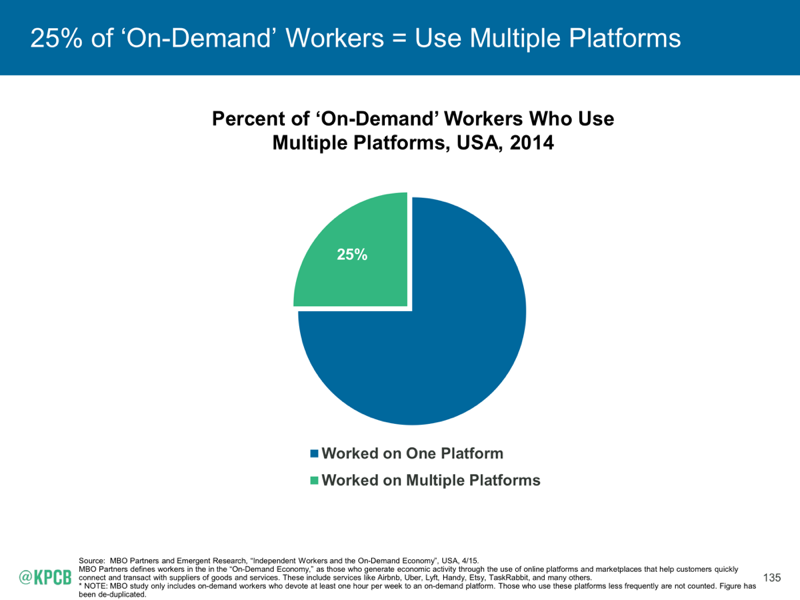 25% of ‘On-Demand’ Workers = Use Multiple Platforms
Percent of ‘On-Demand’ Workers Who Use
Multiple Platforms, USA, 2014
25%
Worked on One Platform
Worked on Multiple Platforms
@KPCB
Source:  MBO Partners and Emergent Research, “Independent Workers and the On-Demand Economy”, USA, 4/15.
MBO Partners defines workers in the in the “On-Demand Economy,” as those who generate economic activity through the use of online platforms and marketplaces that help customers quickly
connect and transact with suppliers of goods and services. These include services like Airbnb, Uber, Lyft, Handy, Etsy, TaskRabbit, and many others.
* NOTE: MBO study only includes on-demand workers who devote at least one hour per week to an on-demand platform. Those who use these platforms less frequently are not counted. Figure has
been de-duplicated.
135